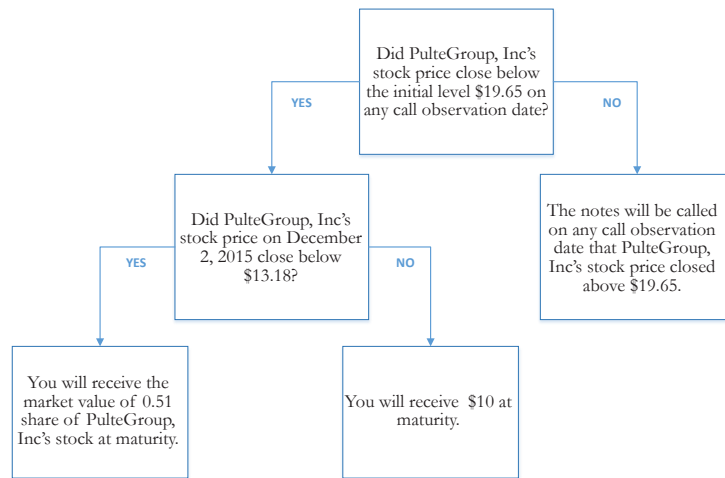 Did PulteGroup, Inc's
stock price close below
the initial level $19.65 on
any call observation date?
YES
NO
Did PulteGroup, Inc's
stock price on December
2, 2015 close below
$13.18?
The notes will be called
on any call observation
date that PulteGroup,
Inc's stock price closed
above $19.65.
YES
NO
You will receive the
market value of 0.51
share of PulteGroup,
Inc's stock at maturity.
You will receive $10 at
maturity.